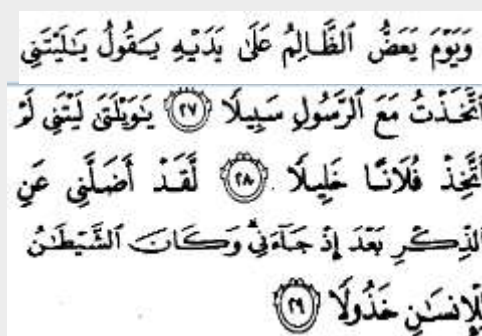 وَيَوْمَ يَعَضُّ ٱلظَّالِمُ عَلَىٰ يَدَيْهِ يَقُولُ يَٰلَيْتَنِي
ٱتَّخَذْتُ مَعَ ٱلرَّسُولِ سَبِيلًا ٢٧ يَٰوَيْلَتَىٰ لَيْتَنِي لَمْ
أَتَّخِذْ فُلَانًا خَلِيلًا ٢٨ لَّقَدْ أَضَلَّنِي عَنِ
ٱلذِّكْرِ بَعْدَ إِذْ جَآءَنِي وَكَانَ ٱلشَّيْطَٰنُ
لِلْإِنسَٰنِ خَذُولًا ٢٩